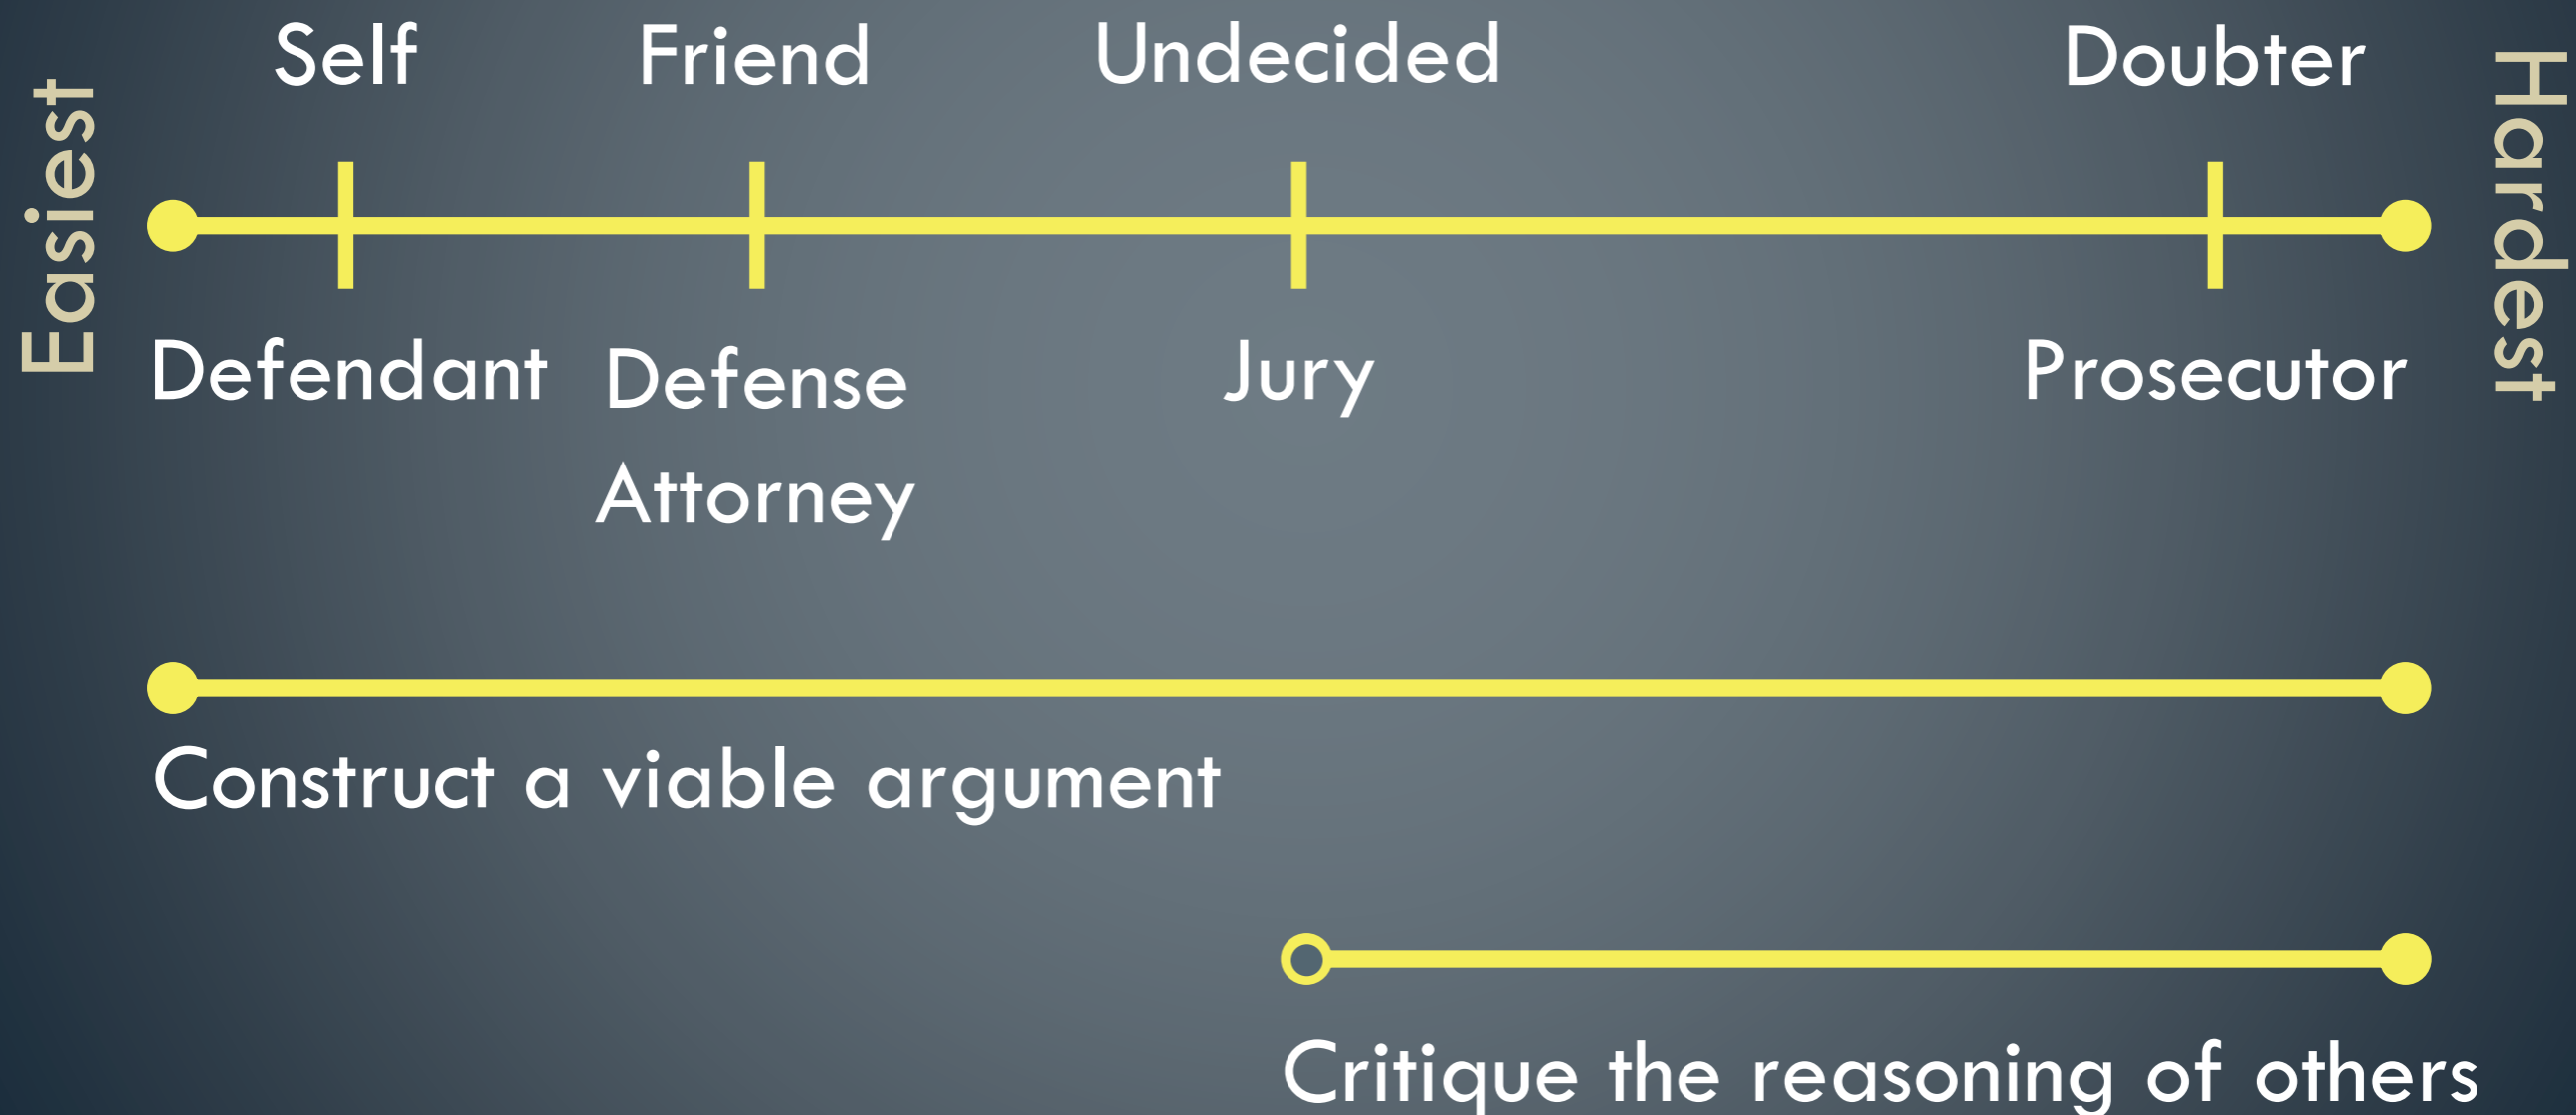 Easiest
Self
Friend
Undecided
Doubter
Hardest
Defendant
Defense
Attorney
Jury
Prosecutor
Construct a viable argument
Critique the reasoning of others